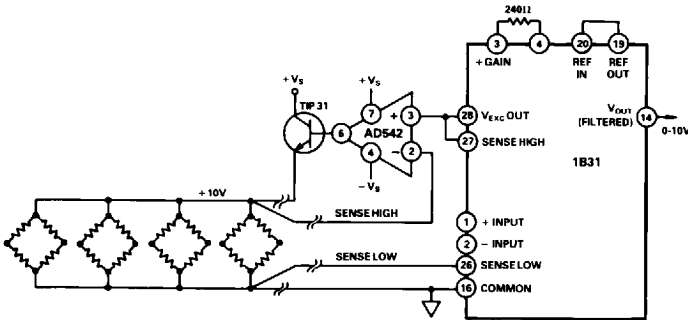 240Ω
3
4
20
19
+ GAIN
REF IN
REF OUT
+VS
TIP 31
+VS
7
+
3
6
AD542
4
−
2
−VS
28
VEXC OUT
27
SENSE HIGH
VOUT
(FILTERED)
14
0-10V
1B31
+10V
SENSE HIGH
1
+ INPUT
2
− INPUT
SENSE LOW
26
SENSE LOW
16
COMMON